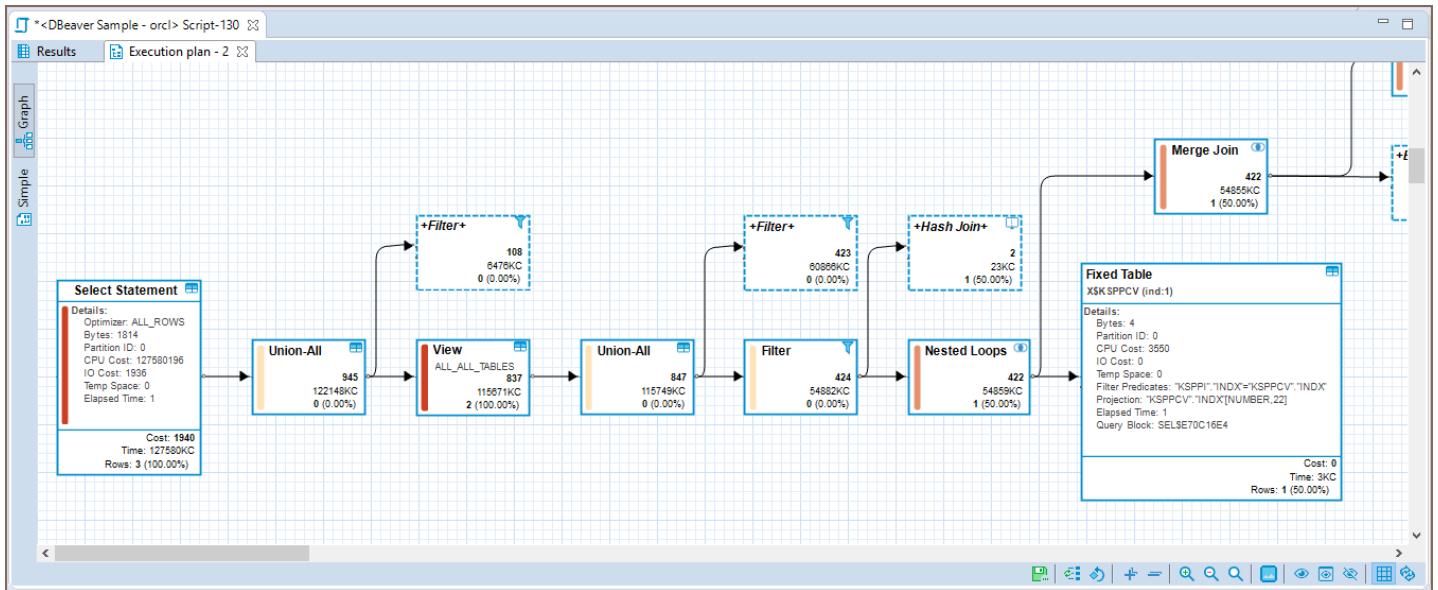 *<DBeaver Sample - orcl> Script-130
Results
Execution plan - 2
Graph
Simple
Select Statement
Details:
Optimizer: ALL_ROWS
Bytes: 1814
Partition ID: 0
CPU Cost: 127580196
IO Cost: 1936
Temp Space: 0
Elapsed Time: 1
Cost: 1940
Time: 127580KC
Rows: 3 (100.00%)
Union-All
945
122148KC
0 (0.00%)
+Filter+
108
6476KC
0 (0.00%)
View
ALL_ALL_TABLES
837
115671KC
2 (100.00%)
Union-All
847
115749KC
0 (0.00%)
+Filter+
423
60866KC
0 (0.00%)
Filter
424
54882KC
0 (0.00%)
+Hash Join+
2
23KC
1 (50.00%)
Nested Loops
422
54859KC
1 (50.00%)
Merge Join
422
54855KC
1 (50.00%)
Fixed Table
X$KSPPCV (ind:1)
Details:
Bytes: 4
Partition ID: 0
CPU Cost: 3550
IO Cost: 0
Temp Space: 0
Filter Predicates: "KSPPI"."INDX"="KSPPCV"."INDX"
Projection: "KSPPCV"."INDX"[NUMBER,22]
Elapsed Time: 1
Query Block: SEL$E70C16E4
Cost: 0
Time: 3KC
Rows: 1 (50.00%)